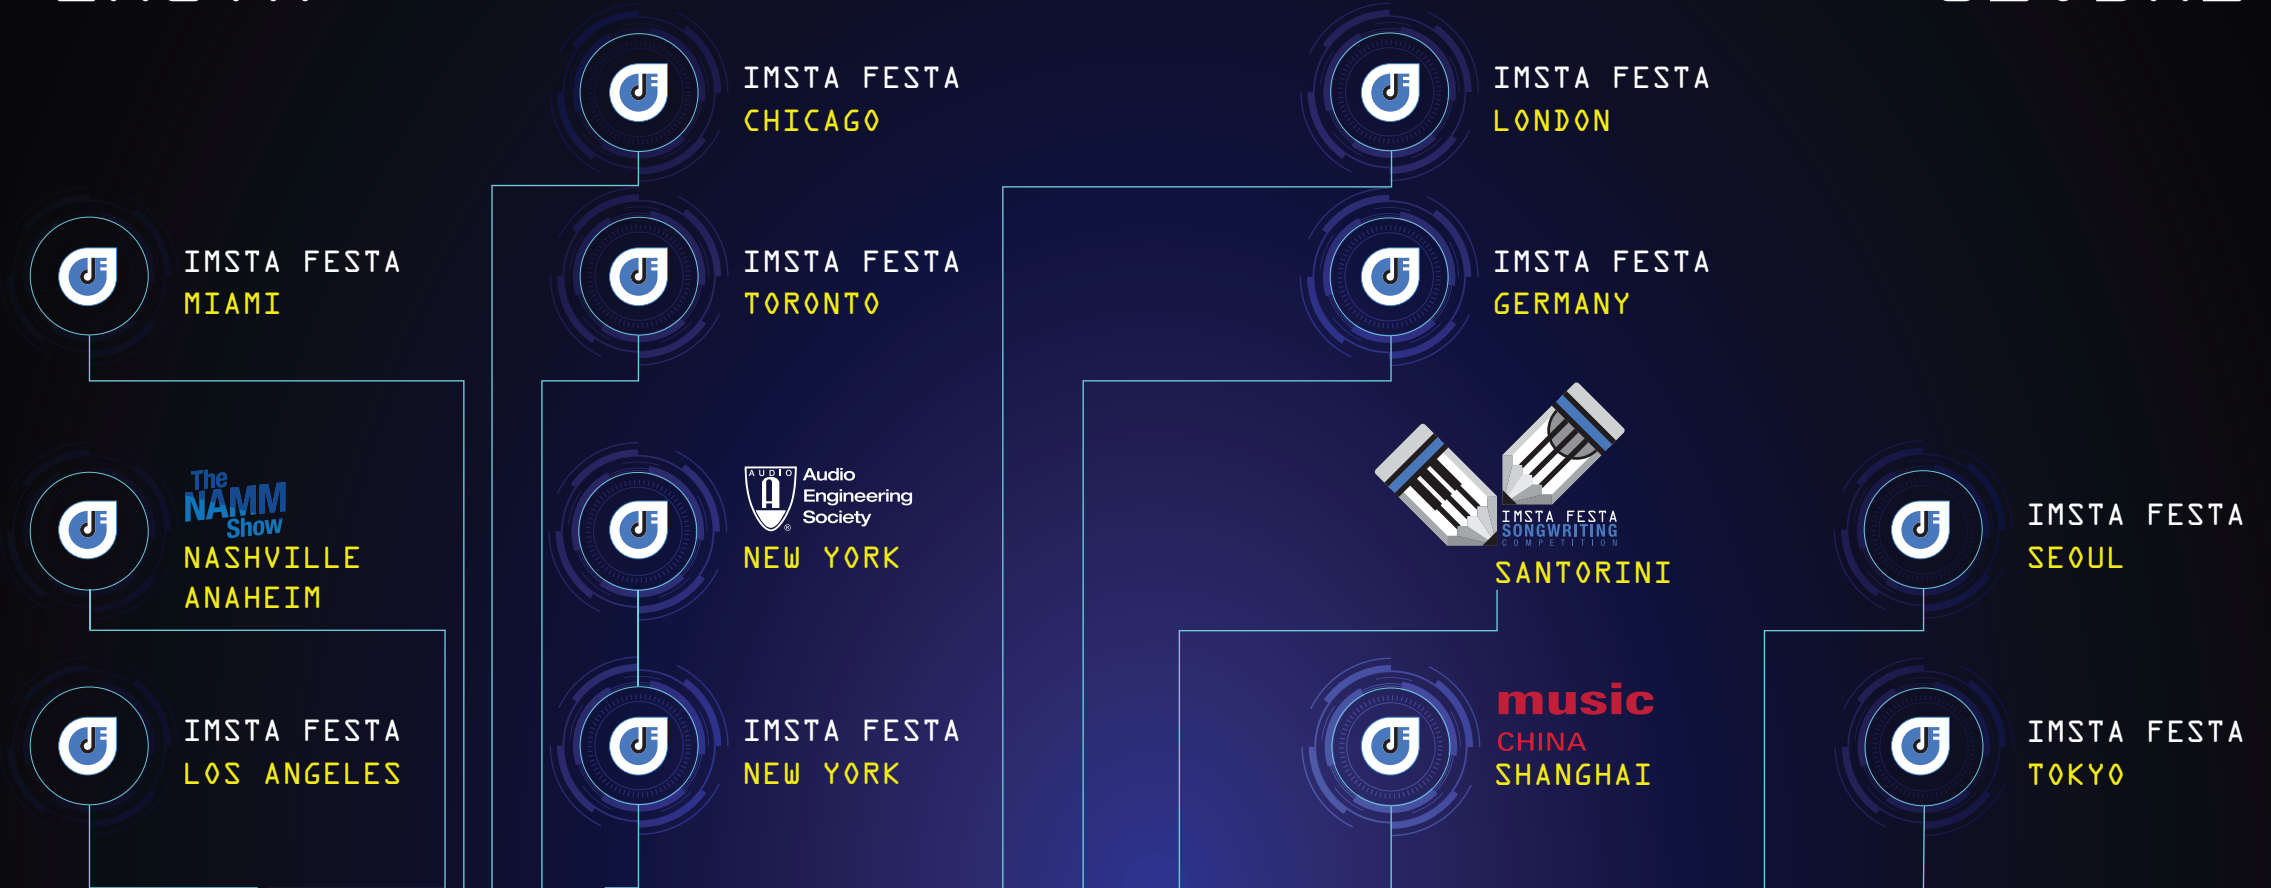 IMSTA FESTA
CHICAGO
IMSTA FESTA
LONDON
IMSTA FESTA
MIAMI
IMSTA FESTA
TORONTO
IMSTA FESTA
GERMANY
The
NAMM
Show
NASHVILLE
ANAHEIM
AUDIO
Audio
Engineering
Society
NEW YORK
IMSTA FESTA
SONGWRITING
COMPETITION
SANTORINI
IMSTA FESTA
SEOUL
IMSTA FESTA
LOS ANGELES
IMSTA FESTA
NEW YORK
music
CHINA
SHANGHAI
IMSTA FESTA
TOKYO